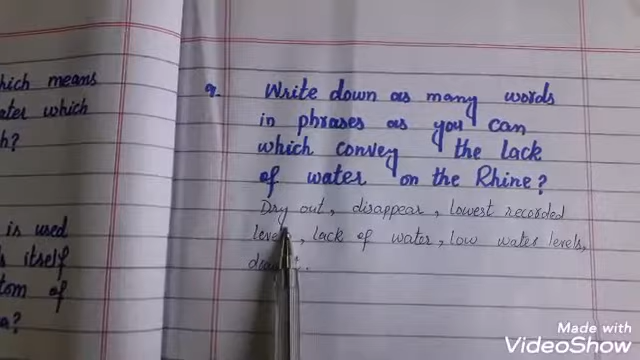 hich means
ater which
h?
is used
s itself
tom of
a?
9. Write down as many words
in phrases as you can
which convey the lack
of water on the Rhine?
Dry out, disappear, lowest recorded
level, lack of water, low water levels,
Made with
VideoShow